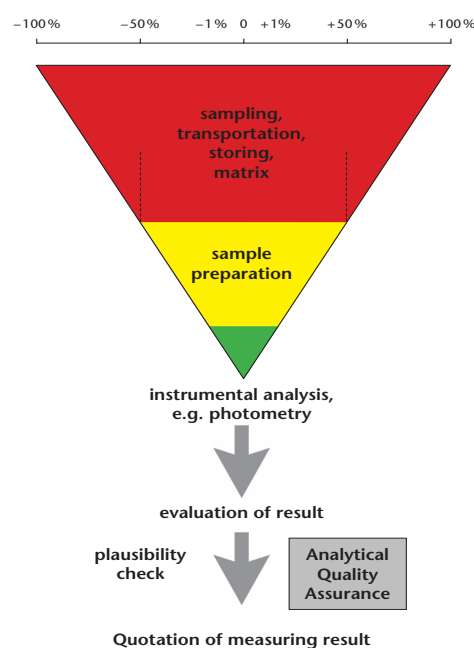 −100% −50% −1% 0 +1% +50% +100%
sampling,
transportation,
storing,
matrix
sample
preparation
instrumental analysis,
e.g. photometry
evaluation of result
plausibility
check
Analytical
Quality
Assurance
Quotation of measuring result